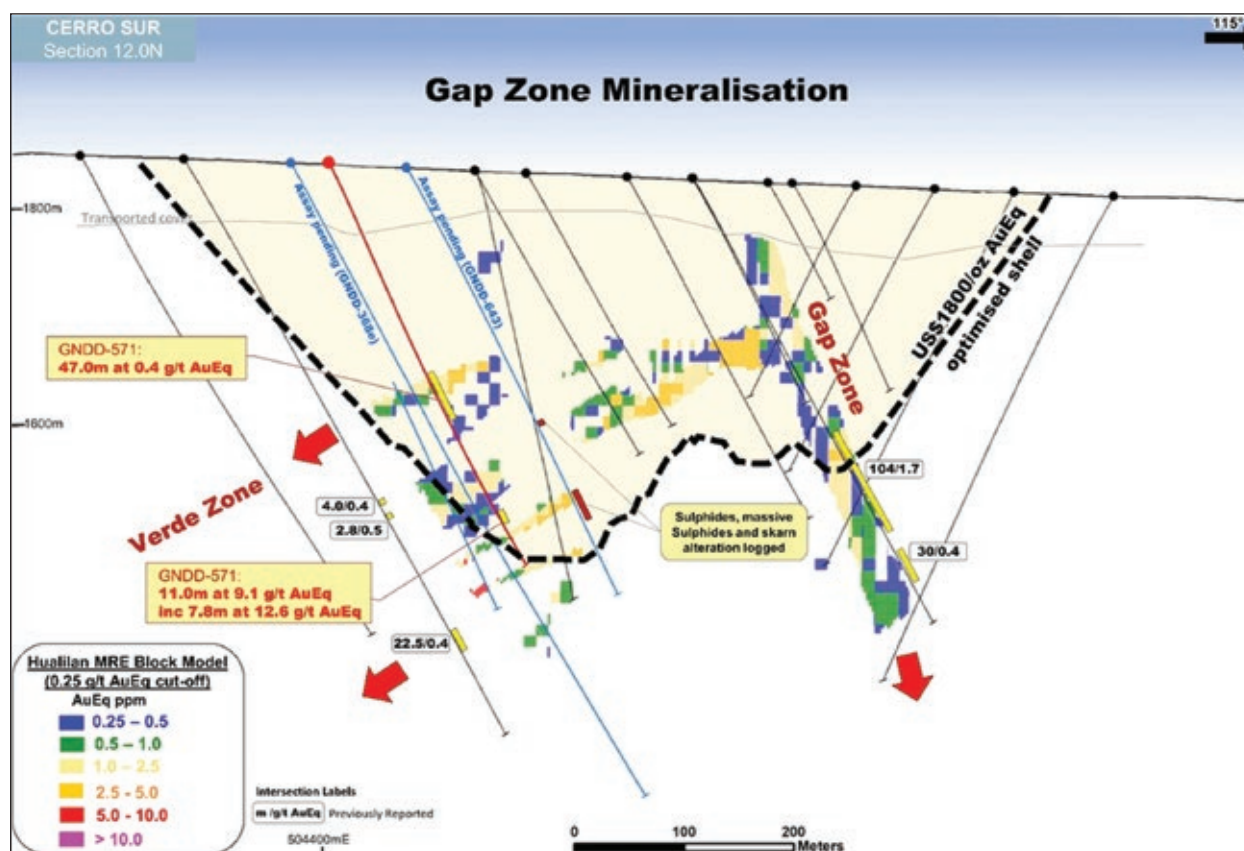 CERRO SUR
Section 12.0N
115°
Gap Zone Mineralisation
1800m
Transported cover
Assay pending (GNDD-368e)
Assay pending (GNDD-643)
US$1800/oz AuEq
optimised shell
Gap Zone
GNDD-571:
47.0m at 0.4 g/t AuEq
1600m
104/1.7
Verde Zone
4.0/0.4
2.8/0.5
Sulphides, massive
Sulphides and skarn
alteration logged
30/0.4
GNDD-571:
11.0m at 9.1 g/t AuEq
inc 7.8m at 12.6 g/t AuEq
22.5/0.4
Hualilan MRE Block Model
(0.25 g/t AuEq cut-off)
AuEq ppm
0.25 – 0.5
0.5 – 1.0
1.0 – 2.5
2.5 - 5.0
5.0 - 10.0
> 10.0
Intersection Labels
m /g/t AuEq Previously Reported
504400mE
0 100 200
Meters